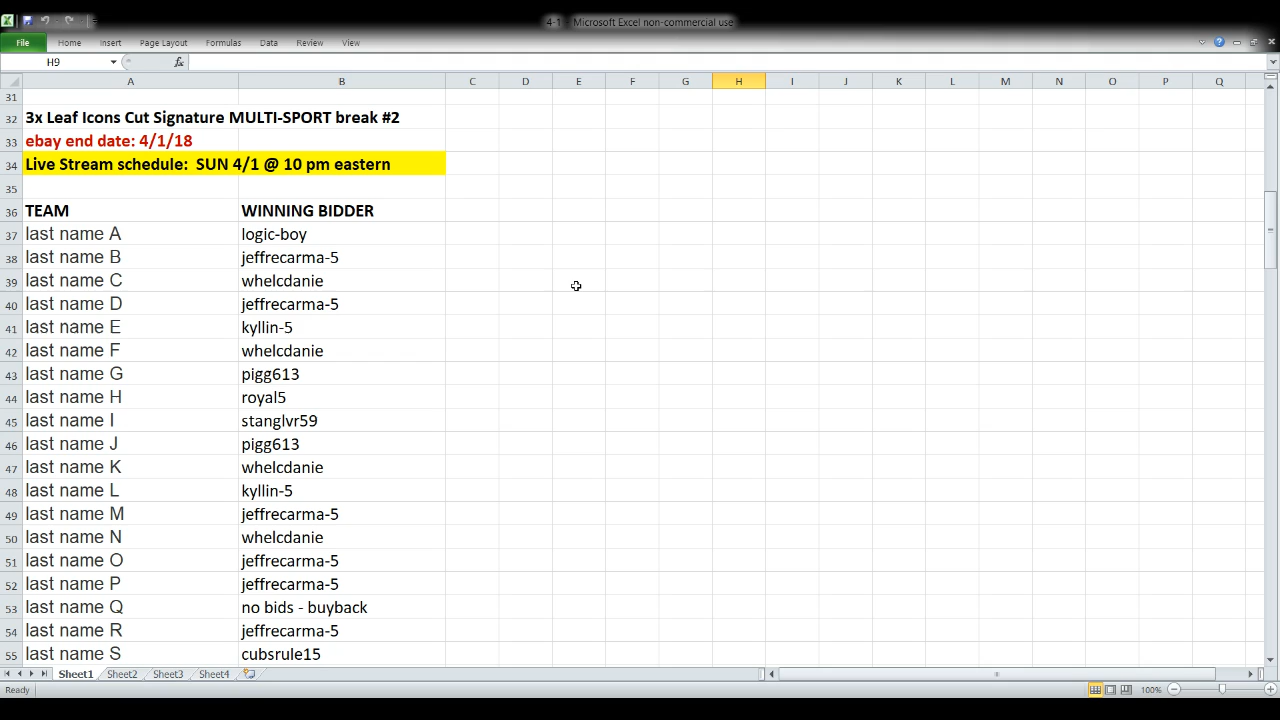 4-1 - Microsoft Excel non-commercial use
File Home Insert Page Layout Formulas Data Review View
H9 fx
A B C D E F G H I J K L M N O P Q
31
32 3x Leaf Icons Cut Signature MULTI-SPORT break #2
33 ebay end date: 4/1/18
34 Live Stream schedule: SUN 4/1 @ 10 pm eastern
35
36 TEAM WINNING BIDDER
37 last name A logic-boy
38 last name B jeffrecarma-5
39 last name C whelcdanie
40 last name D jeffrecarma-5
41 last name E kyllin-5
42 last name F whelcdanie
43 last name G pigg613
44 last name H royal5
45 last name I stanglvr59
46 last name J pigg613
47 last name K whelcdanie
48 last name L kyllin-5
49 last name M jeffrecarma-5
50 last name N whelcdanie
51 last name O jeffrecarma-5
52 last name P jeffrecarma-5
53 last name Q no bids - buyback
54 last name R jeffrecarma-5
55 last name S cubsrule15
Sheet1 Sheet2 Sheet3 Sheet4
Ready 100%